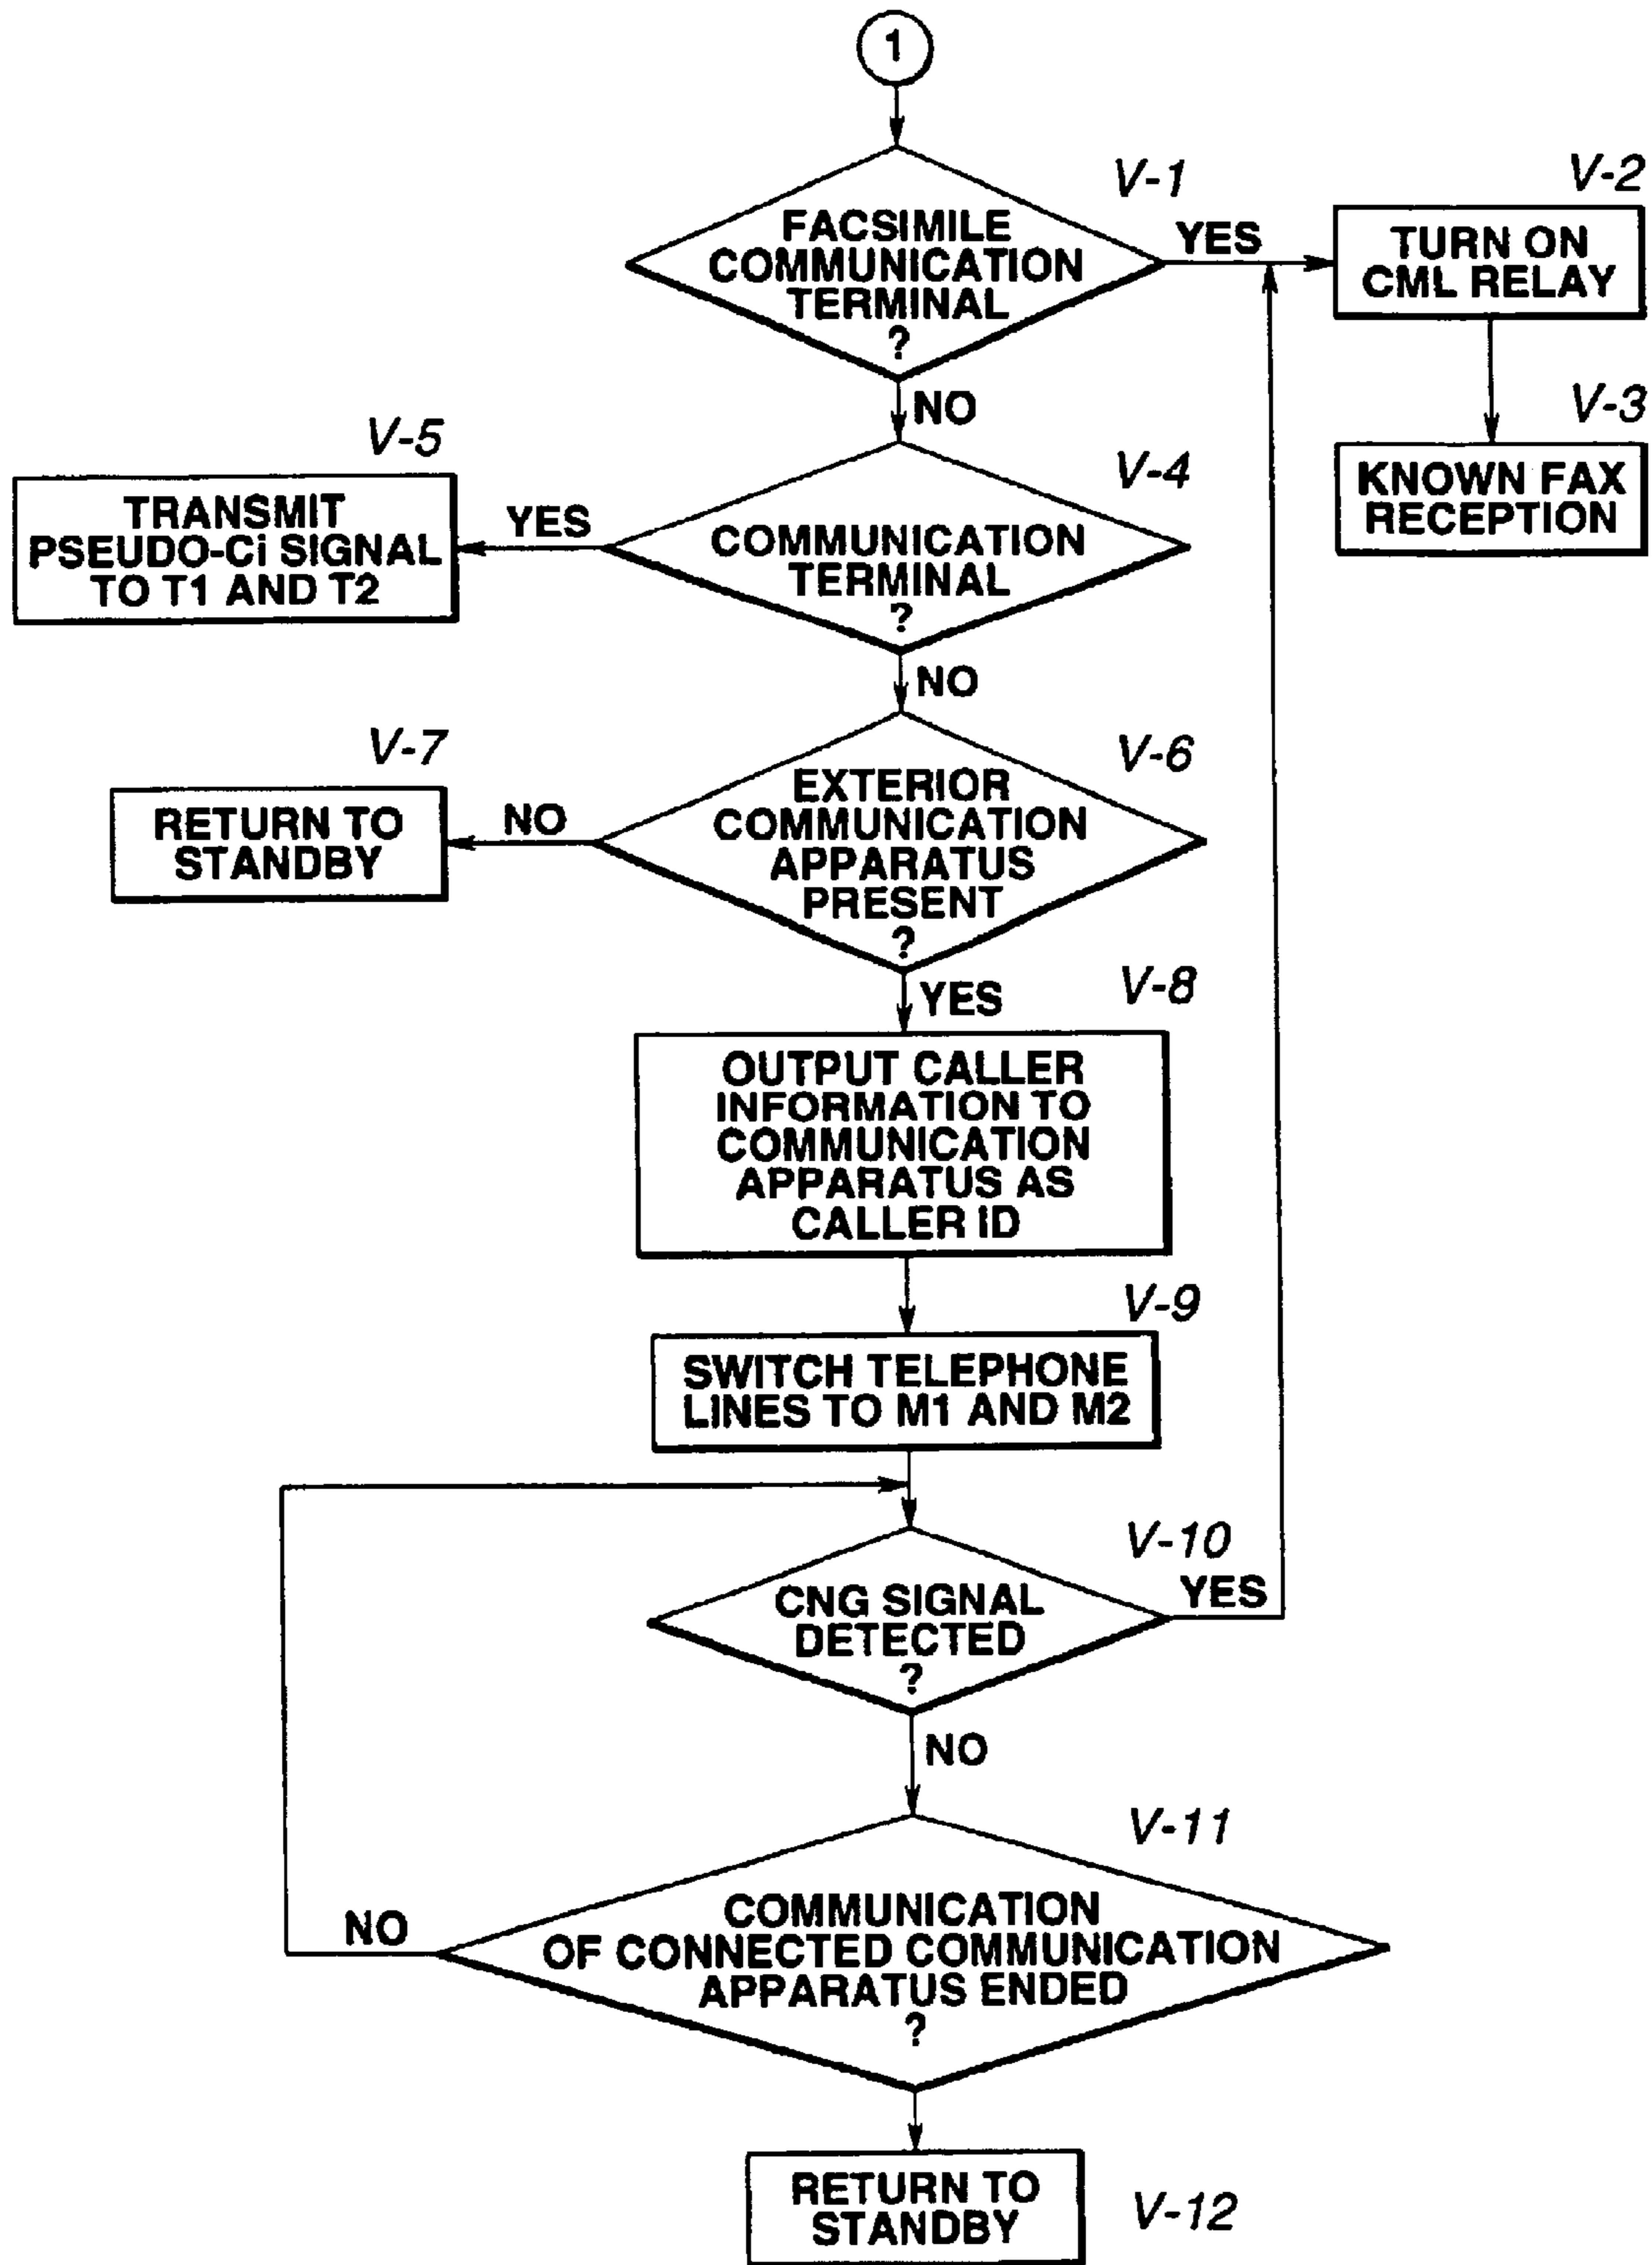 1
V-1
FACSIMILE
COMMUNICATION
TERMINAL
?
YES
V-2
TURN ON
CML RELAY
NO
V-3
KNOWN FAX
RECEPTION
V-4
COMMUNICATION
TERMINAL
?
YES
V-5
TRANSMIT
PSEUDO-Ci SIGNAL
TO T1 AND T2
NO
V-6
EXTERIOR
COMMUNICATION
APPARATUS
PRESENT
?
NO
V-7
RETURN TO
STANDBY
YES
V-8
OUTPUT CALLER
INFORMATION TO
COMMUNICATION
APPARATUS AS
CALLER ID
V-9
SWITCH TELEPHONE
LINES TO M1 AND M2
V-10
CNG SIGNAL
DETECTED
?
YES
NO
V-11
COMMUNICATION
OF CONNECTED COMMUNICATION
APPARATUS ENDED
?
NO
RETURN TO
STANDBY
V-12